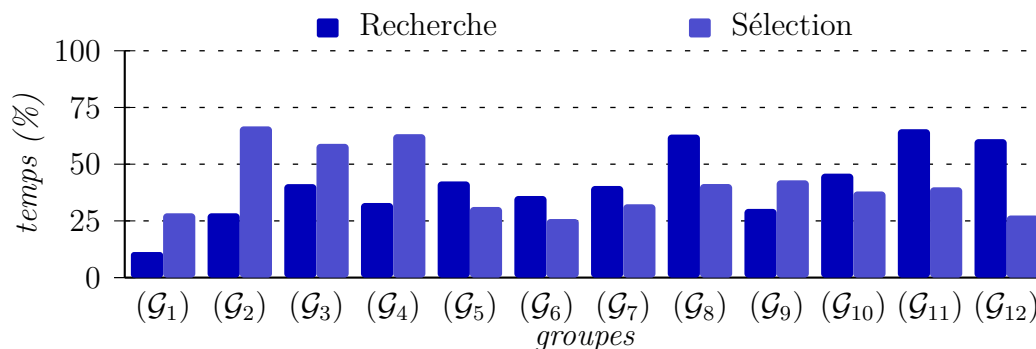 Recherche Sélection
100
75
50
25
0
temps (%)
(𝒢₁) (𝒢₂) (𝒢₃) (𝒢₄) (𝒢₅) (𝒢₆) (𝒢₇) (𝒢₈) (𝒢₉) (𝒢₁₀) (𝒢₁₁) (𝒢₁₂)
groupes